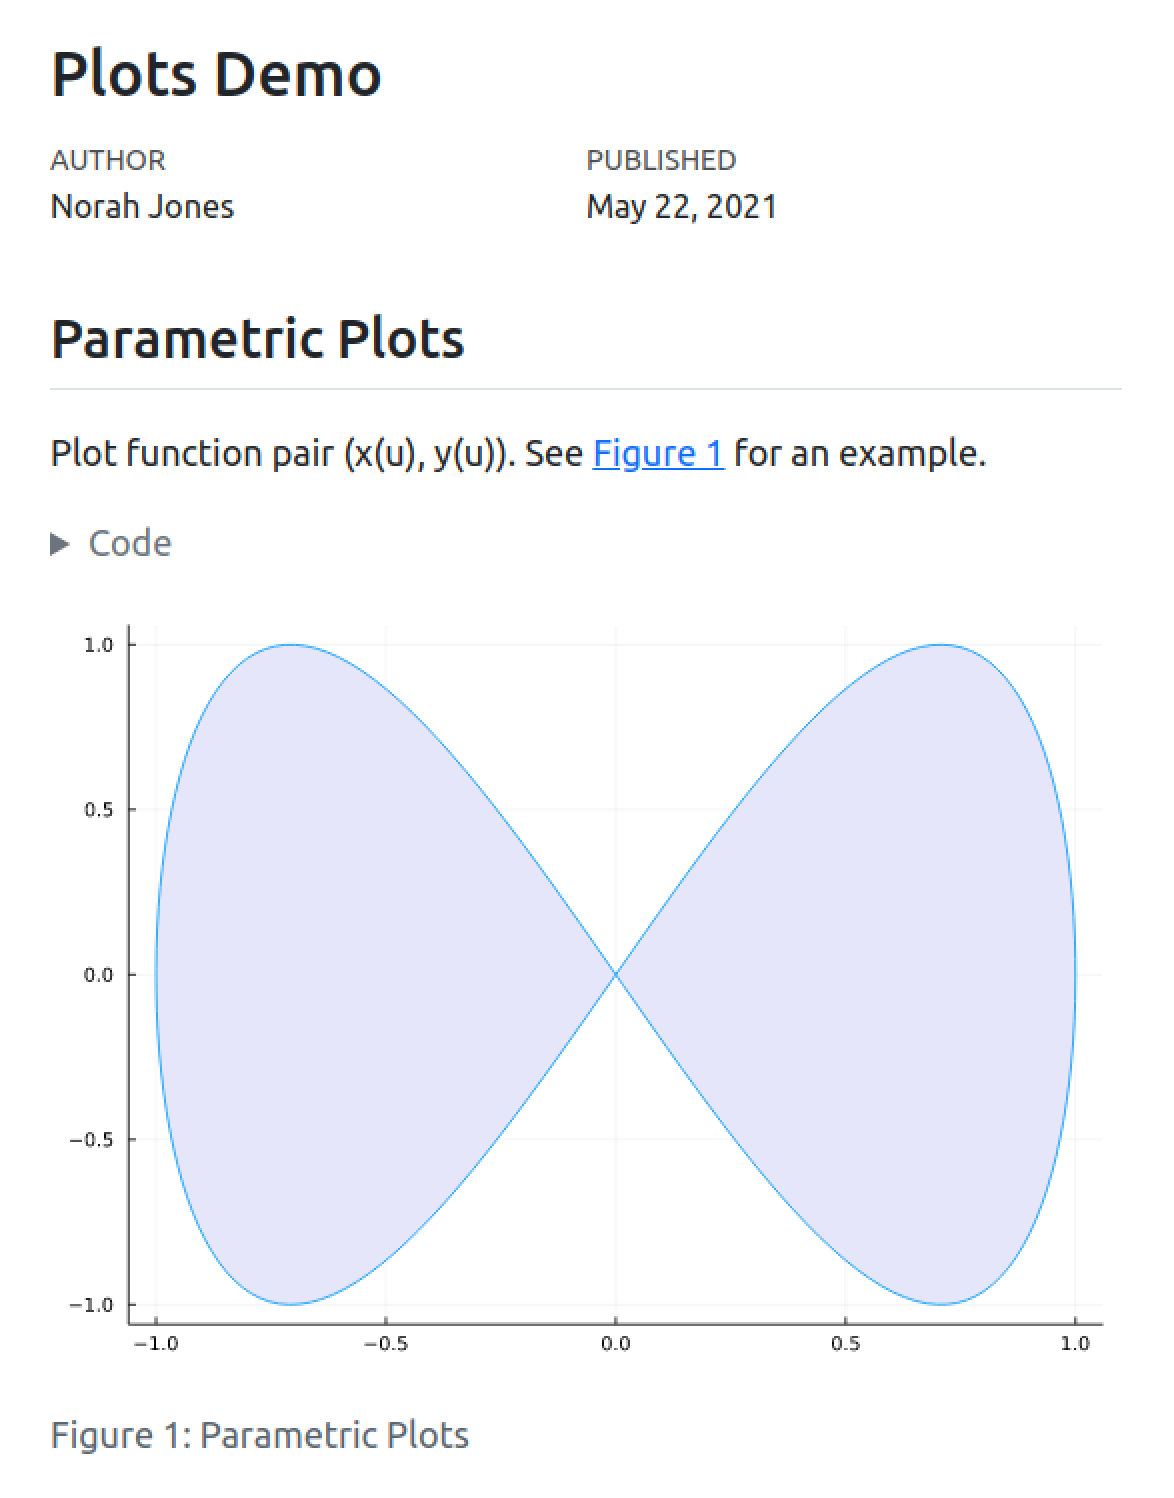 Plots Demo
AUTHOR PUBLISHED
Norah Jones May 22, 2021
Parametric Plots
Plot function pair (x(u), y(u)). See Figure 1 for an example.
Code
1.0
0.5
0.0
−0.5
−1.0
−1.0 −0.5 0.0 0.5 1.0
Figure 1: Parametric Plots